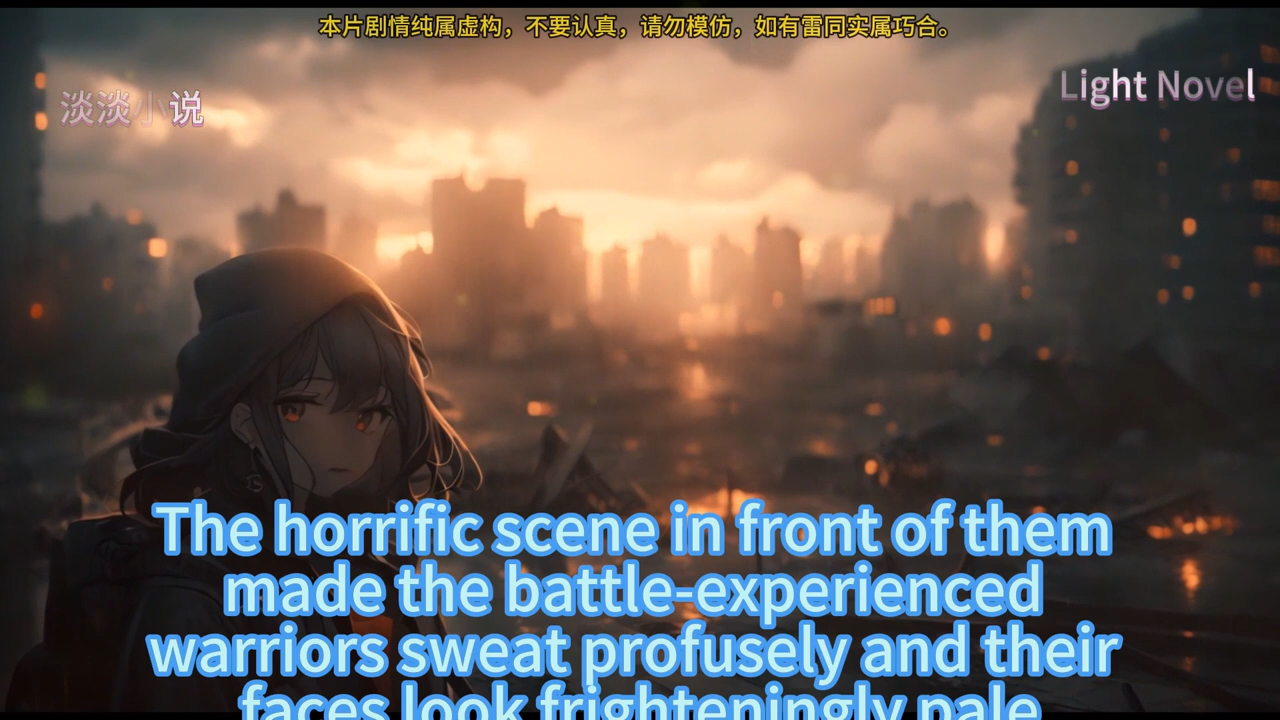 本片剧情纯属虚构，不要认真，请勿模仿，如有雷同实属巧合。
淡淡小说
Light Novel
The horrific scene in front of them
made the battle-experienced
warriors sweat profusely and their
faces look frighteningly pale